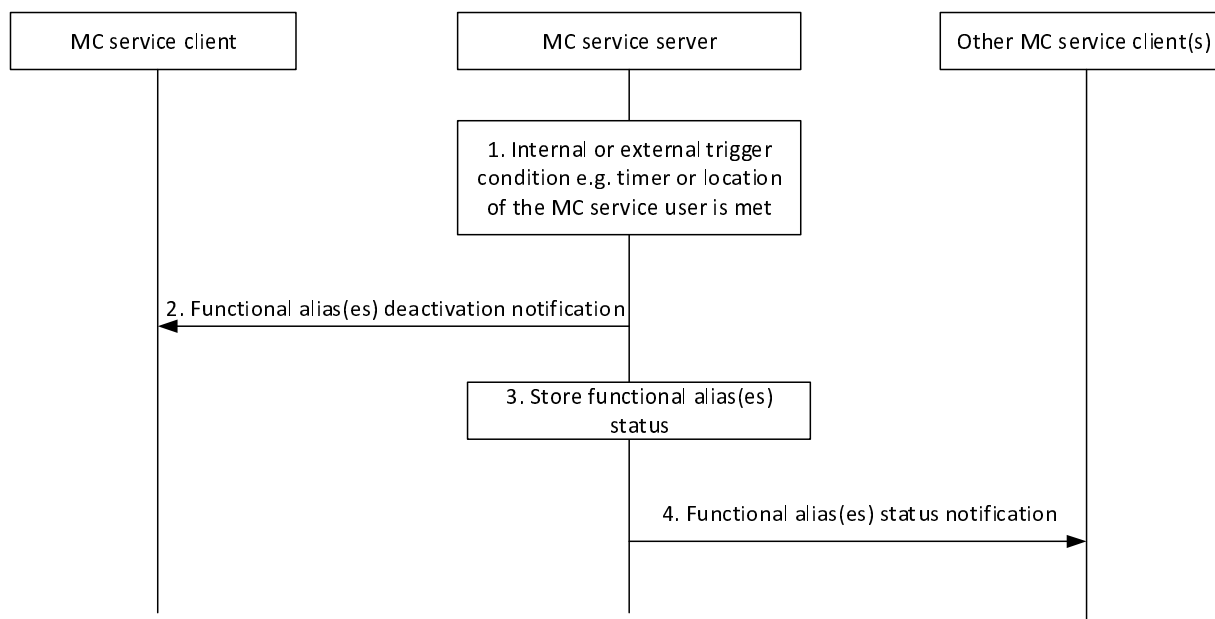 MC service client
MC service server
Other MC service client(s)
1. Internal or external trigger
condition e.g. timer or location
of the MC service user is met
2. Functional alias(es) deactivation notification
3. Store functional alias(es)
status
4. Functional alias(es) status notification